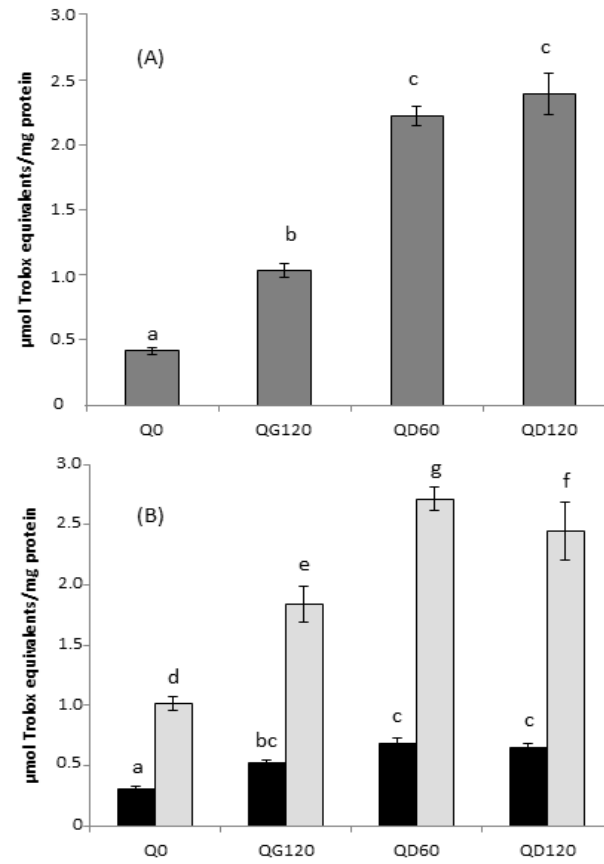 3.0
(A)
c
c
2.5
2.0
1.5
b
1.0
0.5
a
0
μmol Trolox equivalents/mg protein
Q0 QG120 QD60 QD120
3.0
(B)
g
f
2.5
e
2.0
1.5
d
1.0
c
c
bc
0.5
a
0
μmol Trolox equivalents/mg protein
Q0 QG120 QD60 QD120